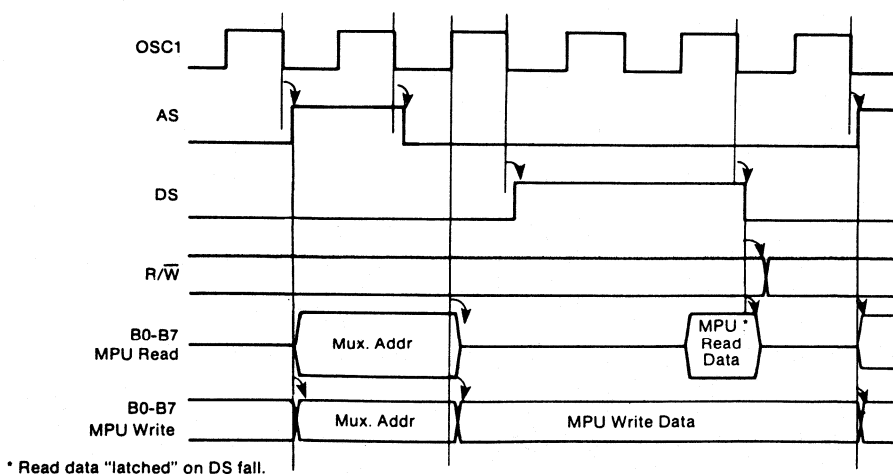 OSC1
AS
DS
R/W̅
B0-B7
MPU Read
Mux. Addr
MPU *
Read
Data
B0-B7
MPU Write
Mux. Addr
MPU Write Data
* Read data "latched" on DS fall.